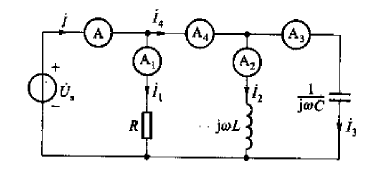 İ
A
İ₄
A₄
A₃
A₁
A₂
+
U̇ₛ
−
İ₁
İ₂
R
jωL
1
jωC
İ₃